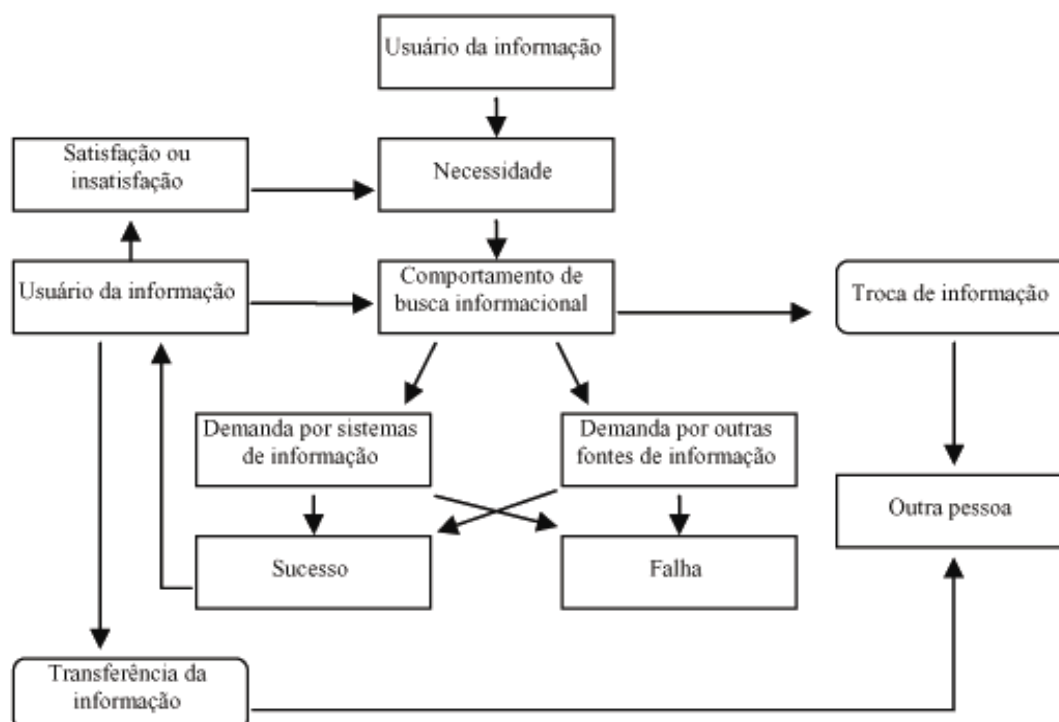 Usuário da informação
Satisfação ou
insatisfação
Necessidade
Usuário da informação
Comportamento de
busca informacional
Troca de informação
Demanda por sistemas
de informação
Demanda por outras
fontes de informação
Outra pessoa
Sucesso
Falha
Transferência da
informação